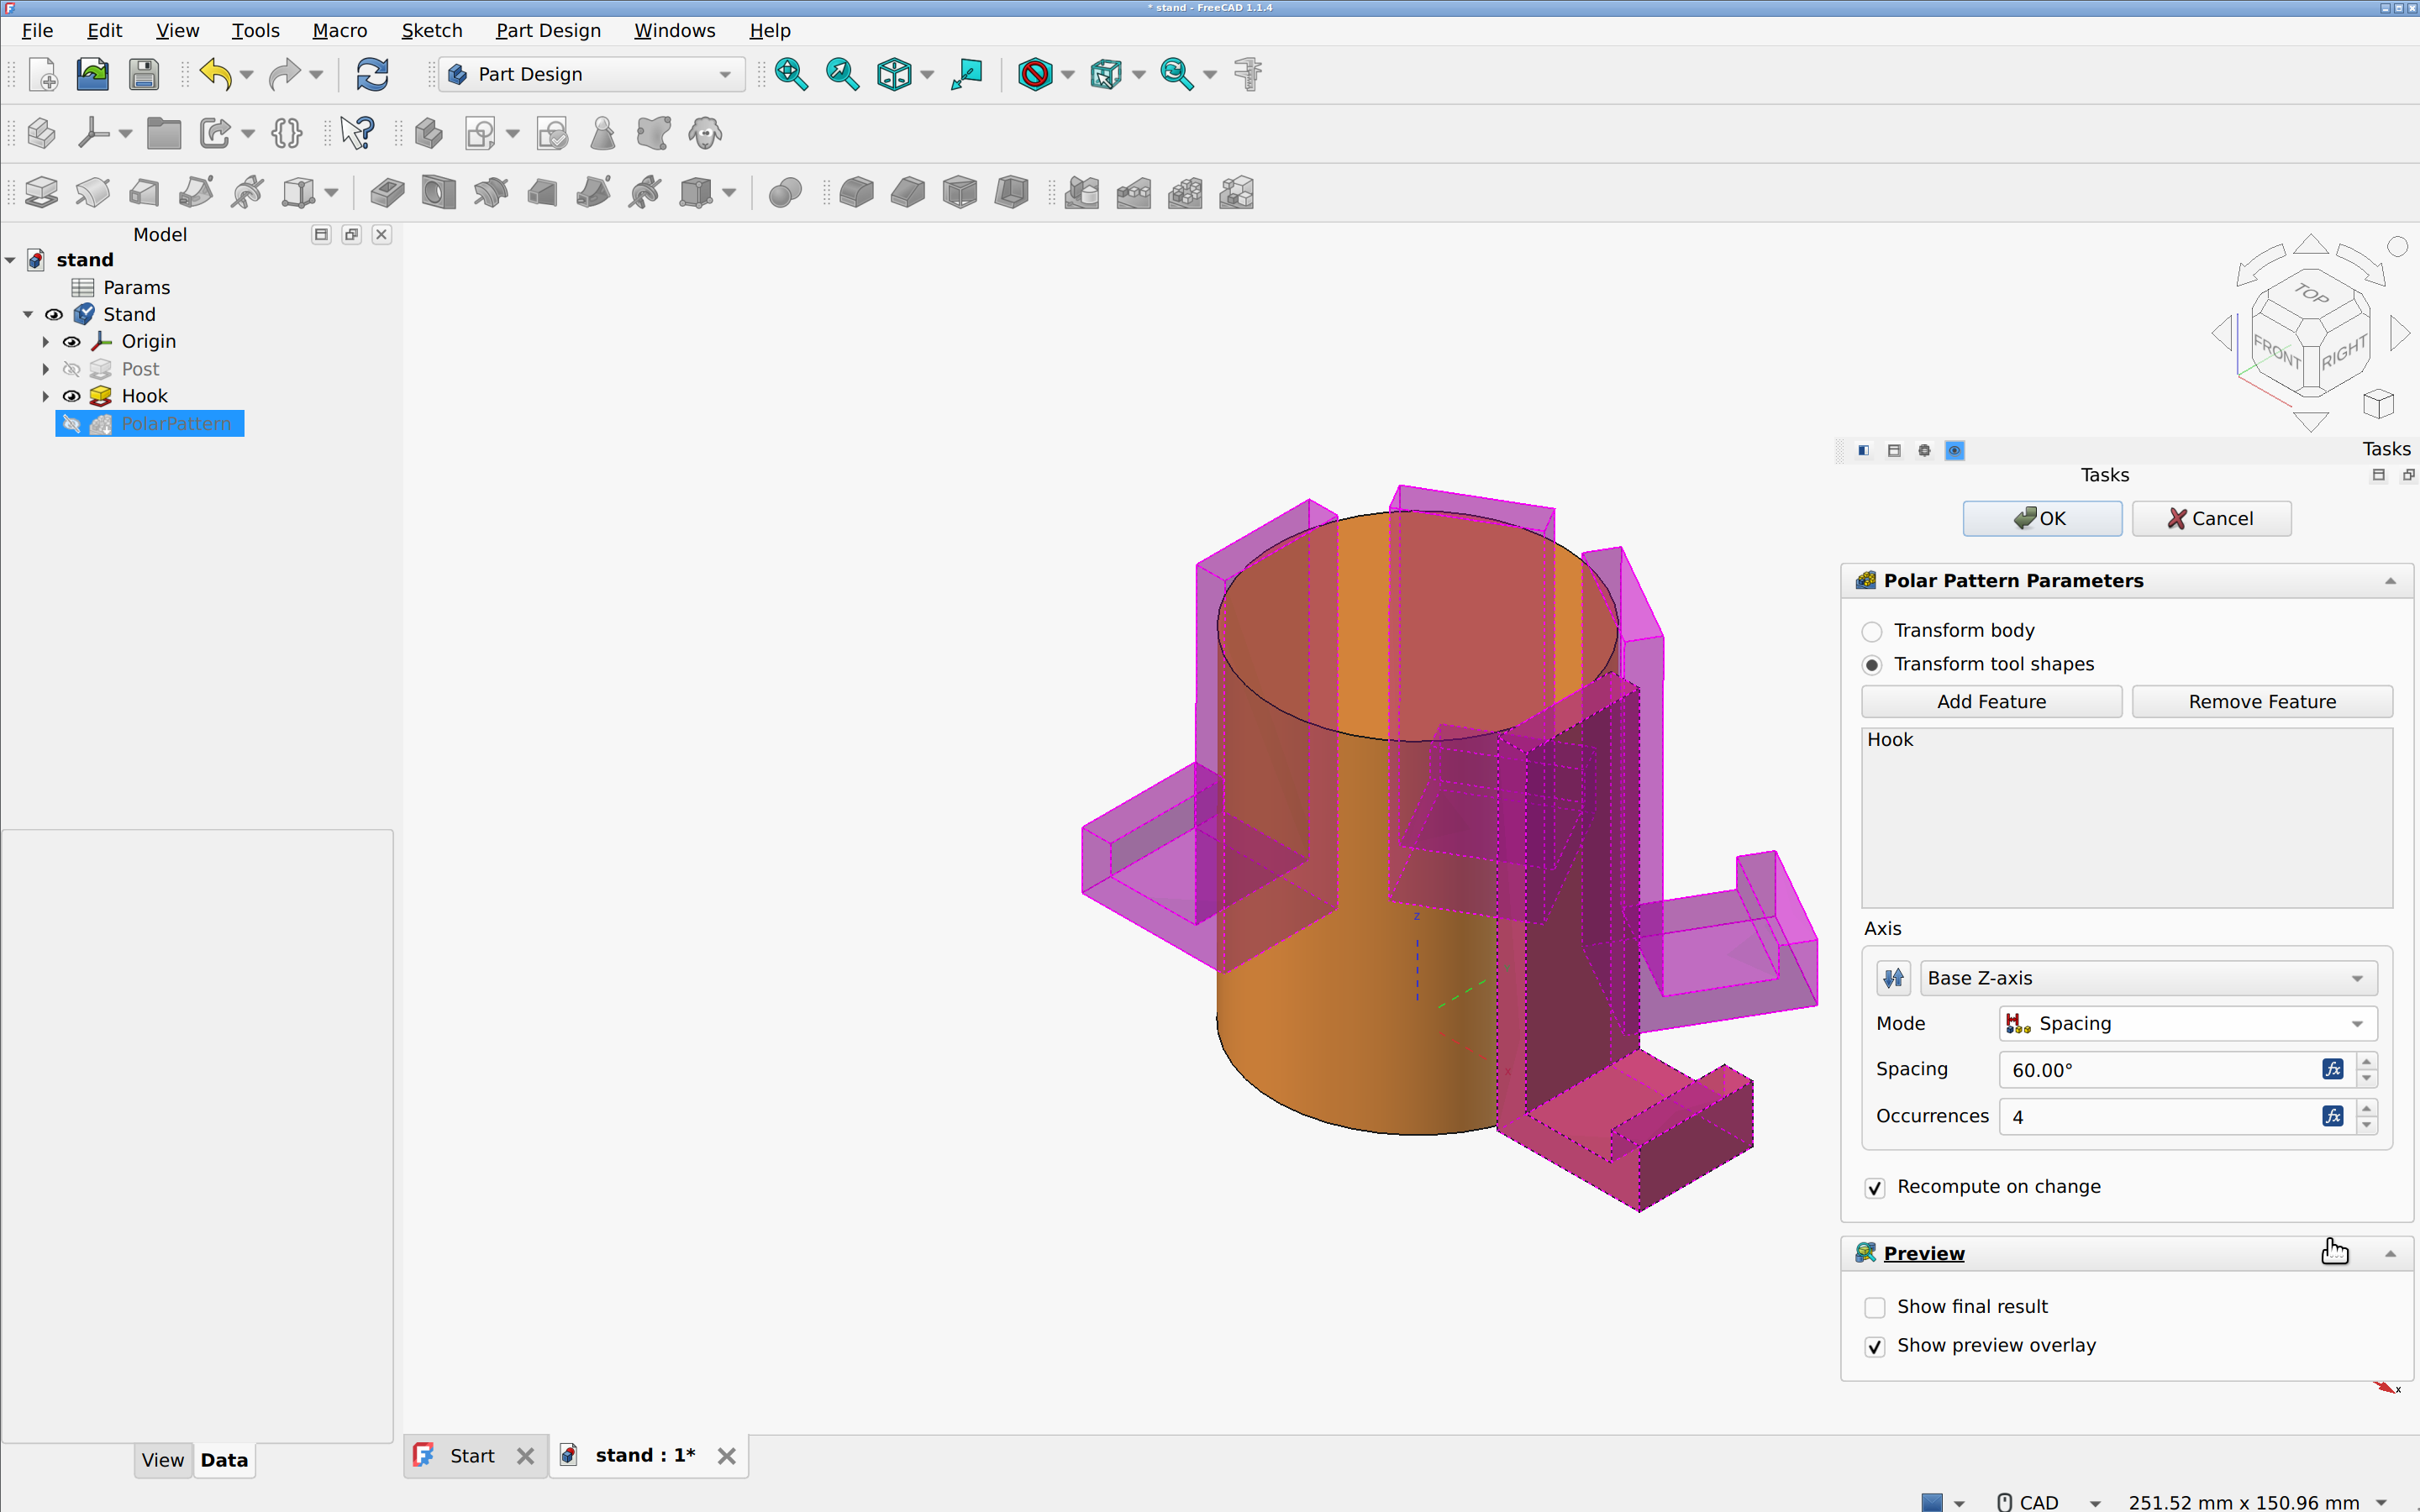 * stand - FreeCAD 1.1.4
File Edit View Tools Macro Sketch Part Design Windows Help
Part Design
Model
stand
Params
Stand
Origin
Post
Hook
PolarPattern
View Data
TOP
FRONT RIGHT
z
x
Tasks
Tasks
OK Cancel
Polar Pattern Parameters
Transform body
Transform tool shapes
Add Feature Remove Feature
Hook
Axis
Base Z-axis
Mode Spacing
Spacing 60.00°
Occurrences 4
Recompute on change
Preview
Show final result
Show preview overlay
x
Start stand : 1*
CAD 251.52 mm x 150.96 mm